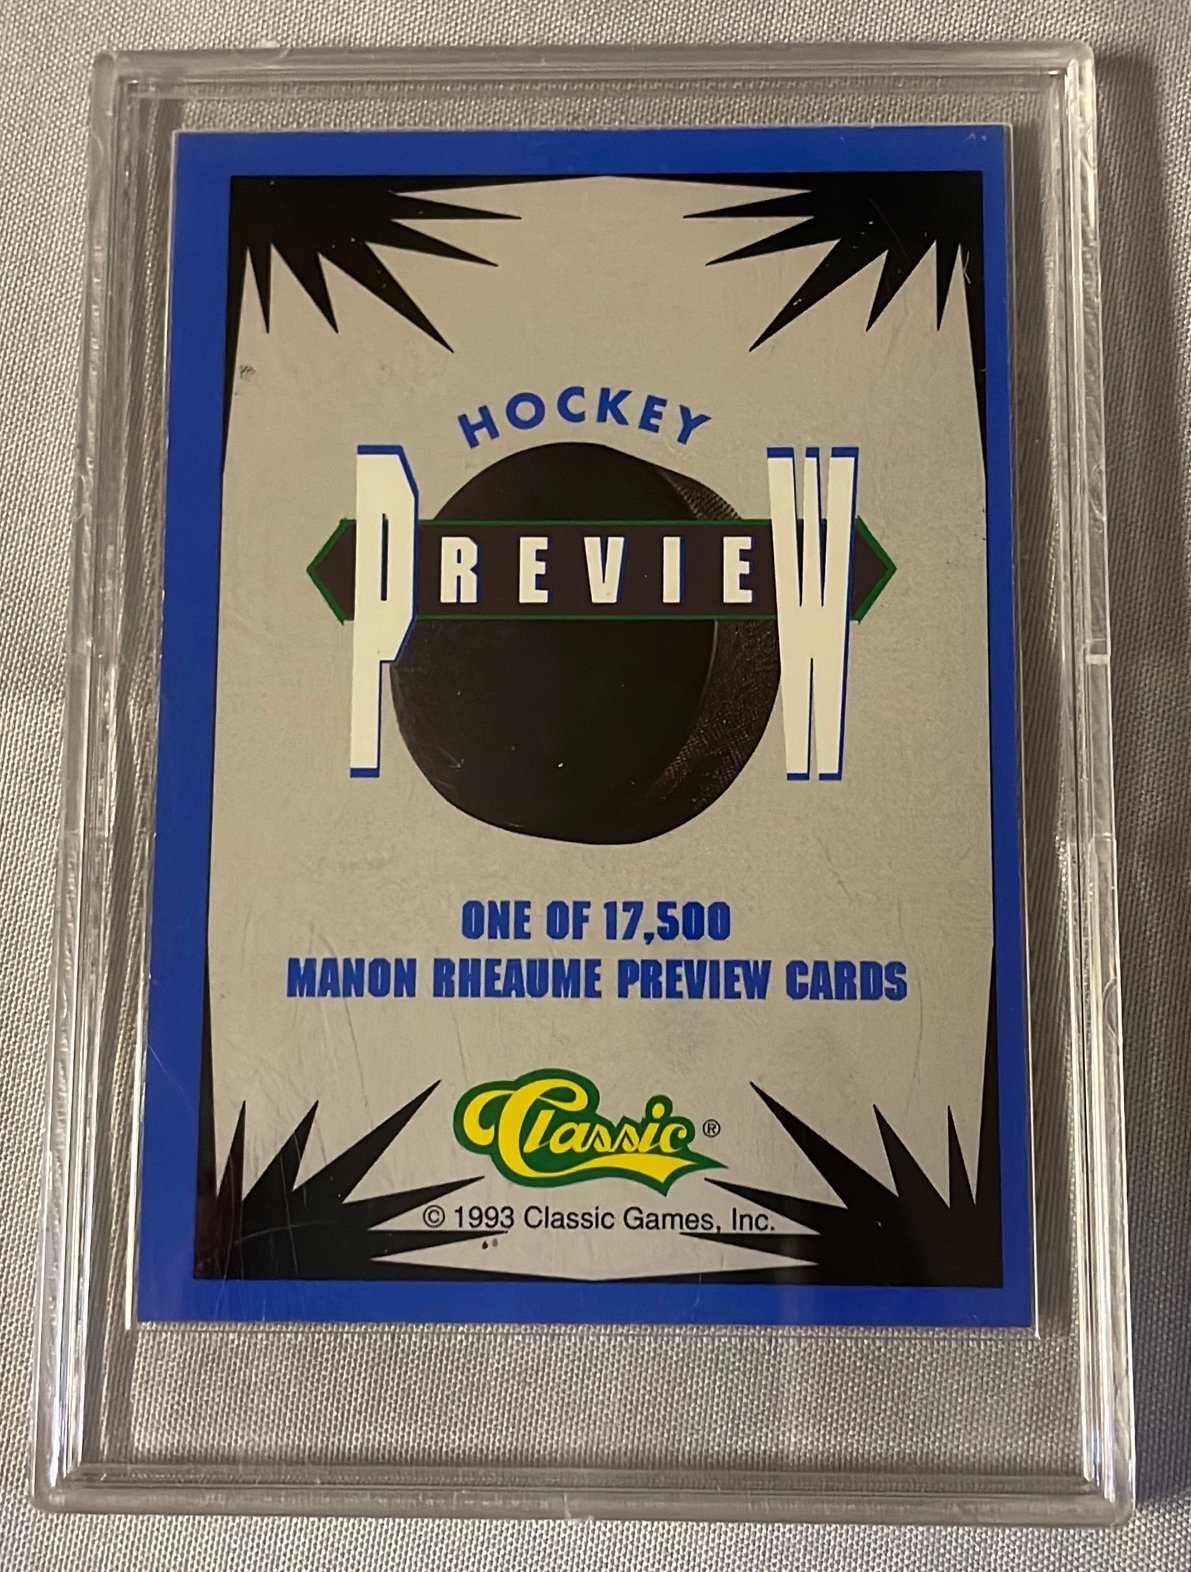 HOCKEY
PREVIEW
ONE OF 17,500
MANON RHEAUME PREVIEW CARDS
Classic ®
© 1993 Classic Games, Inc.